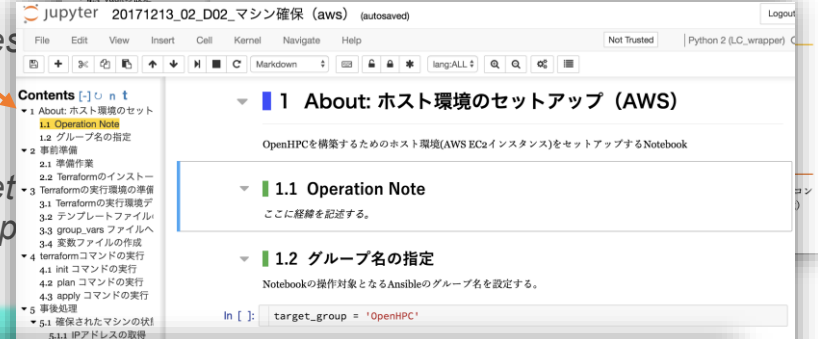 jupyter 20171213_02_D02_マシン確保（aws） (autosaved)
Logout
File Edit View Insert Cell Kernel Navigate Help
Not Trusted
Python 2 (LC_wrapper)
Markdown
lang:ALL
Contents [-] n t
1 About: ホスト環境のセット
1.1 Operation Note
1.2 グループ名の指定
2 事前準備
2.1 準備作業
2.2 Terraformのインストー
3 Terraformの実行環境の準備
3.1 Terraformの実行環境デ
3.2 テンプレートファイル
3.3 group_vars ファイルへ
3.4 変数ファイルの作成
4 terraformコマンドの実行
4.1 init コマンドの実行
4.2 plan コマンドの実行
4.3 apply コマンドの実行
5 事後処理
5.1 確保されたマシンの状
5.1.1 IPアドレスの取得
1 About: ホスト環境のセットアップ（AWS）
OpenHPCを構築するためのホスト環境(AWS EC2インスタンス)をセットアップするNotebook
1.1 Operation Note
ここに経緯を記述する。
1.2 グループ名の指定
Notebookの操作対象となるAnsibleのグループ名を設定する。
In [ ]: target_group = 'OpenHPC'